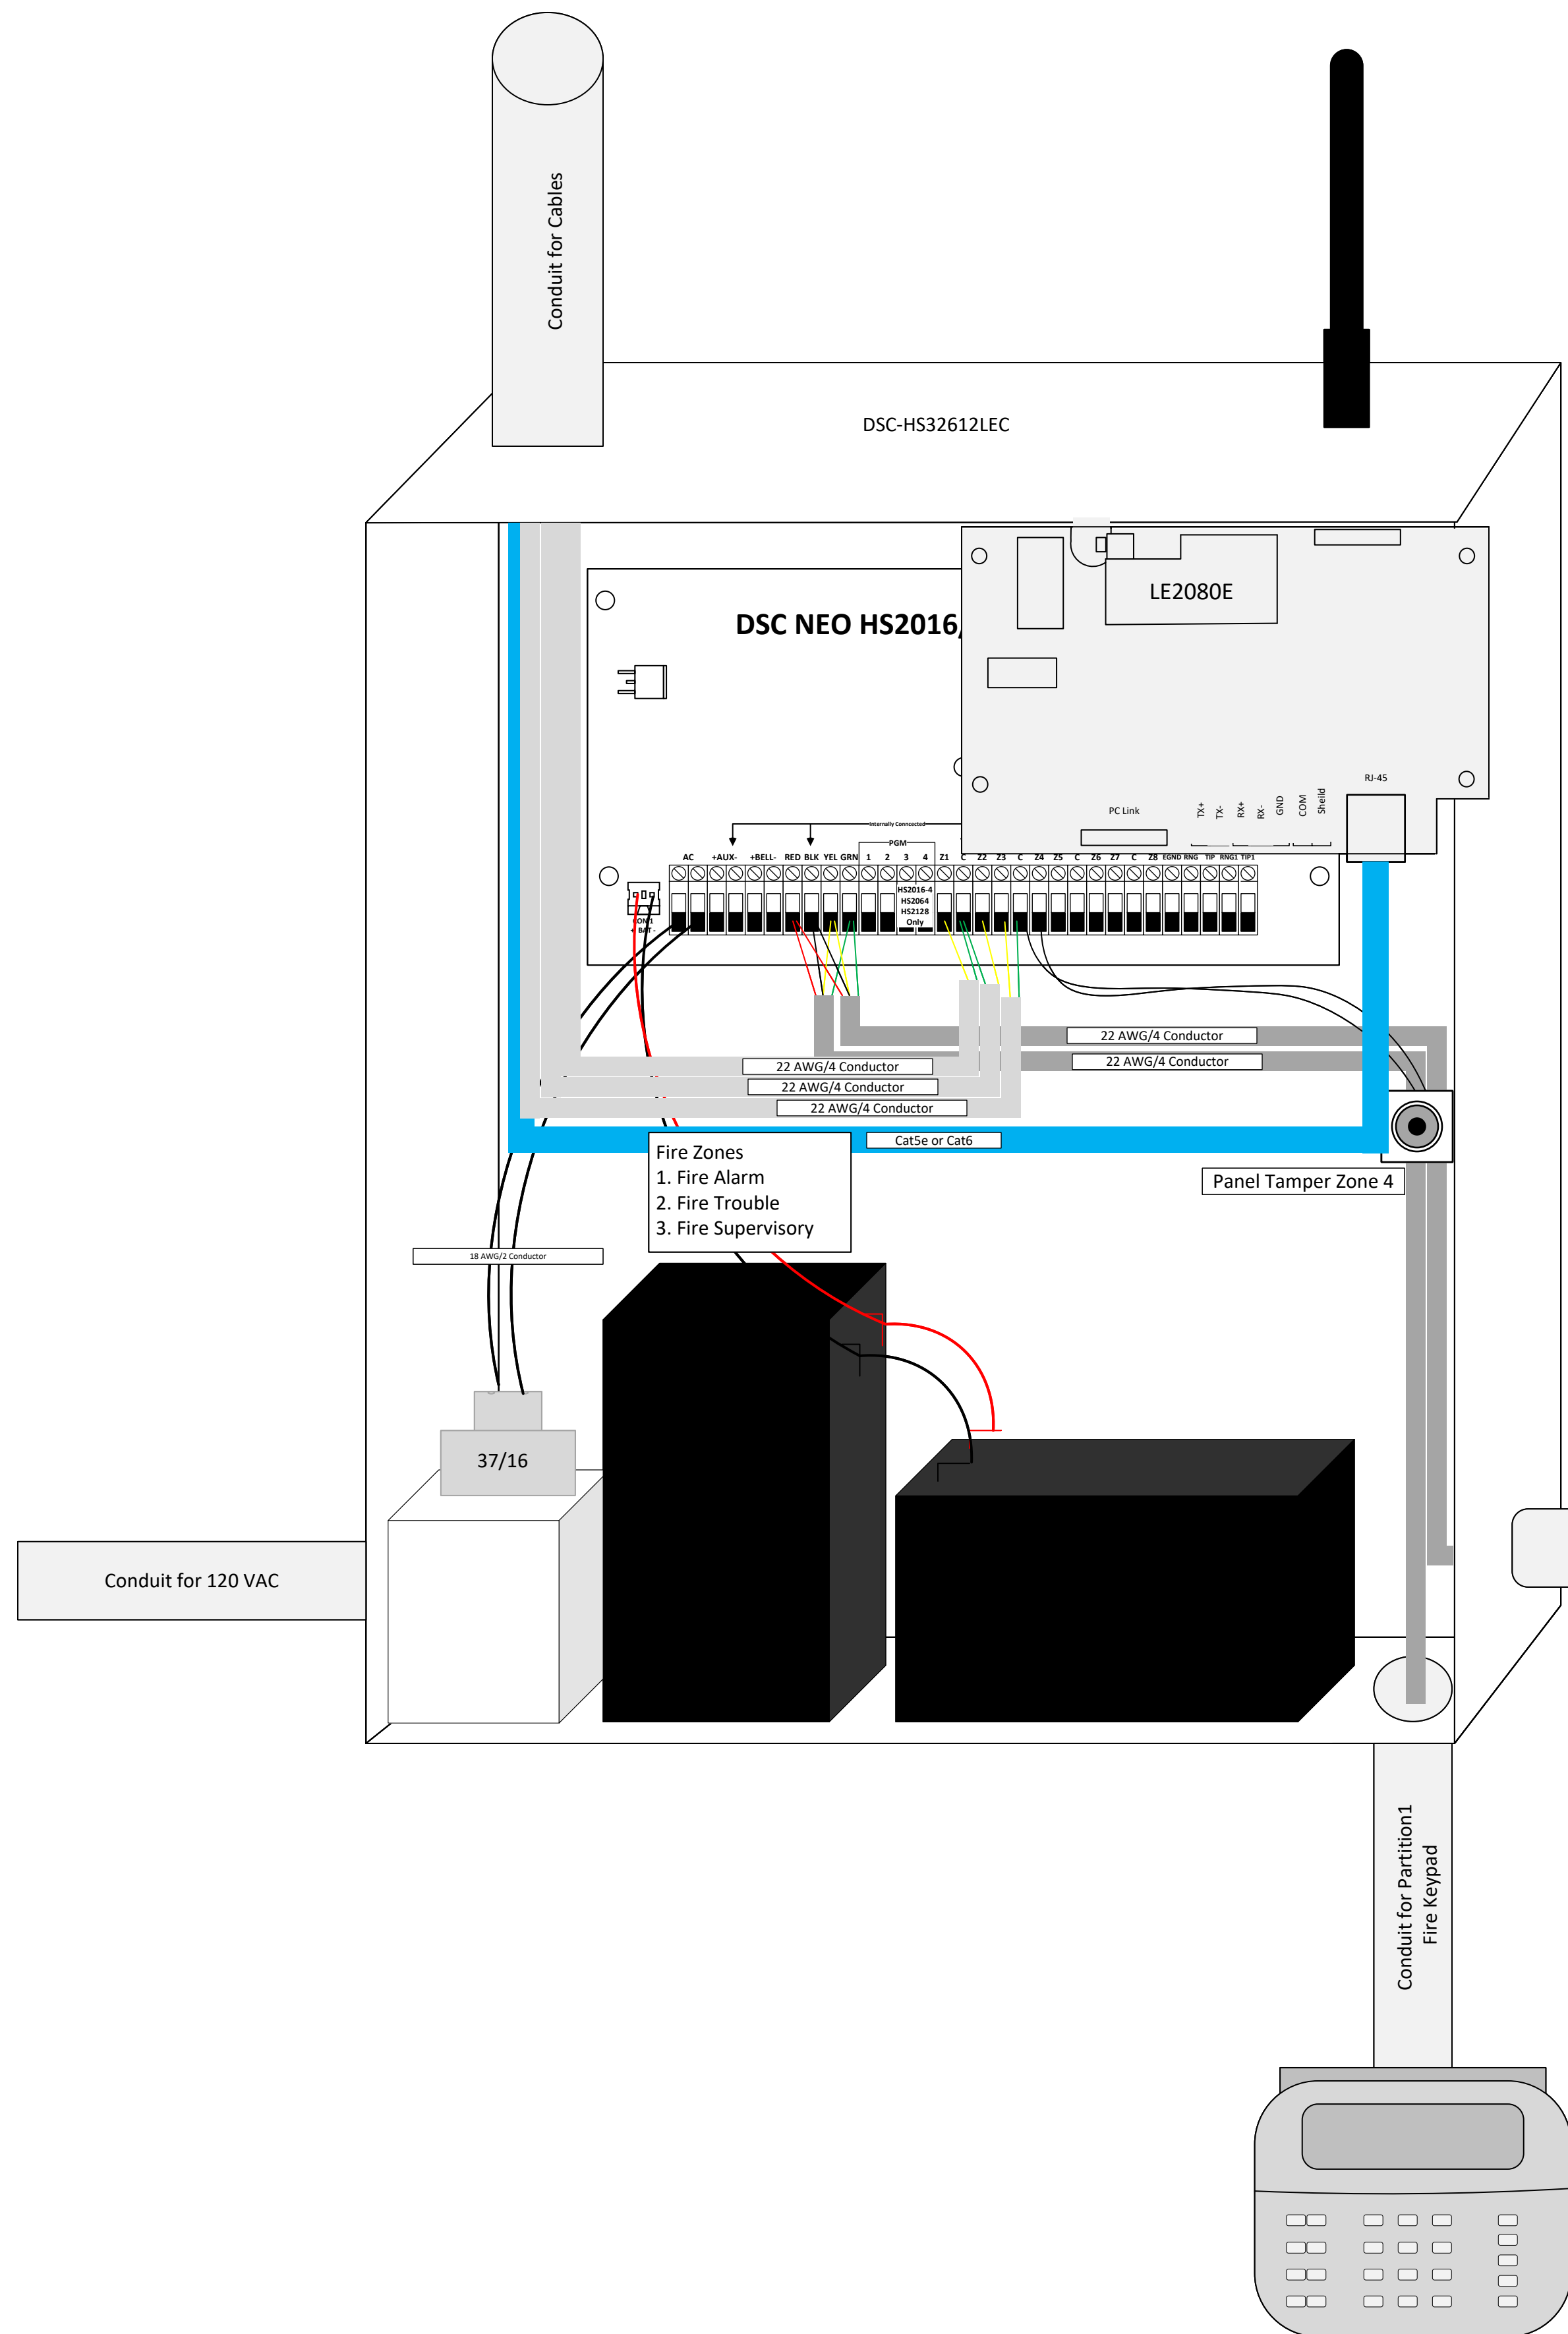 Conduit for Cables
DSC-HS32612LEC
LE2080E
DSC NEO HS2016
RJ-45
PC Link
TX+
TX-
RX+
RX-
GND
COM
Sheild
Internally Conncected
PGM
AC +AUX- +BELL- RED BLK YEL GRN 1 2 3 4 Z1 C Z2 Z3 C Z4 Z5 C Z6 Z7 C Z8 EGND RNG TIP RNG1 TIP1
HS2016-4
HS2064
HS2128
Only
CON1
+ BAT -
22 AWG/4 Conductor
22 AWG/4 Conductor
22 AWG/4 Conductor
22 AWG/4 Conductor
22 AWG/4 Conductor
Cat5e or Cat6
Fire Zones
1. Fire Alarm
2. Fire Trouble
3. Fire Supervisory
Panel Tamper Zone 4
18 AWG/2 Conductor
37/16
Conduit for 120 VAC
Conduit for Partition1
Fire Keypad